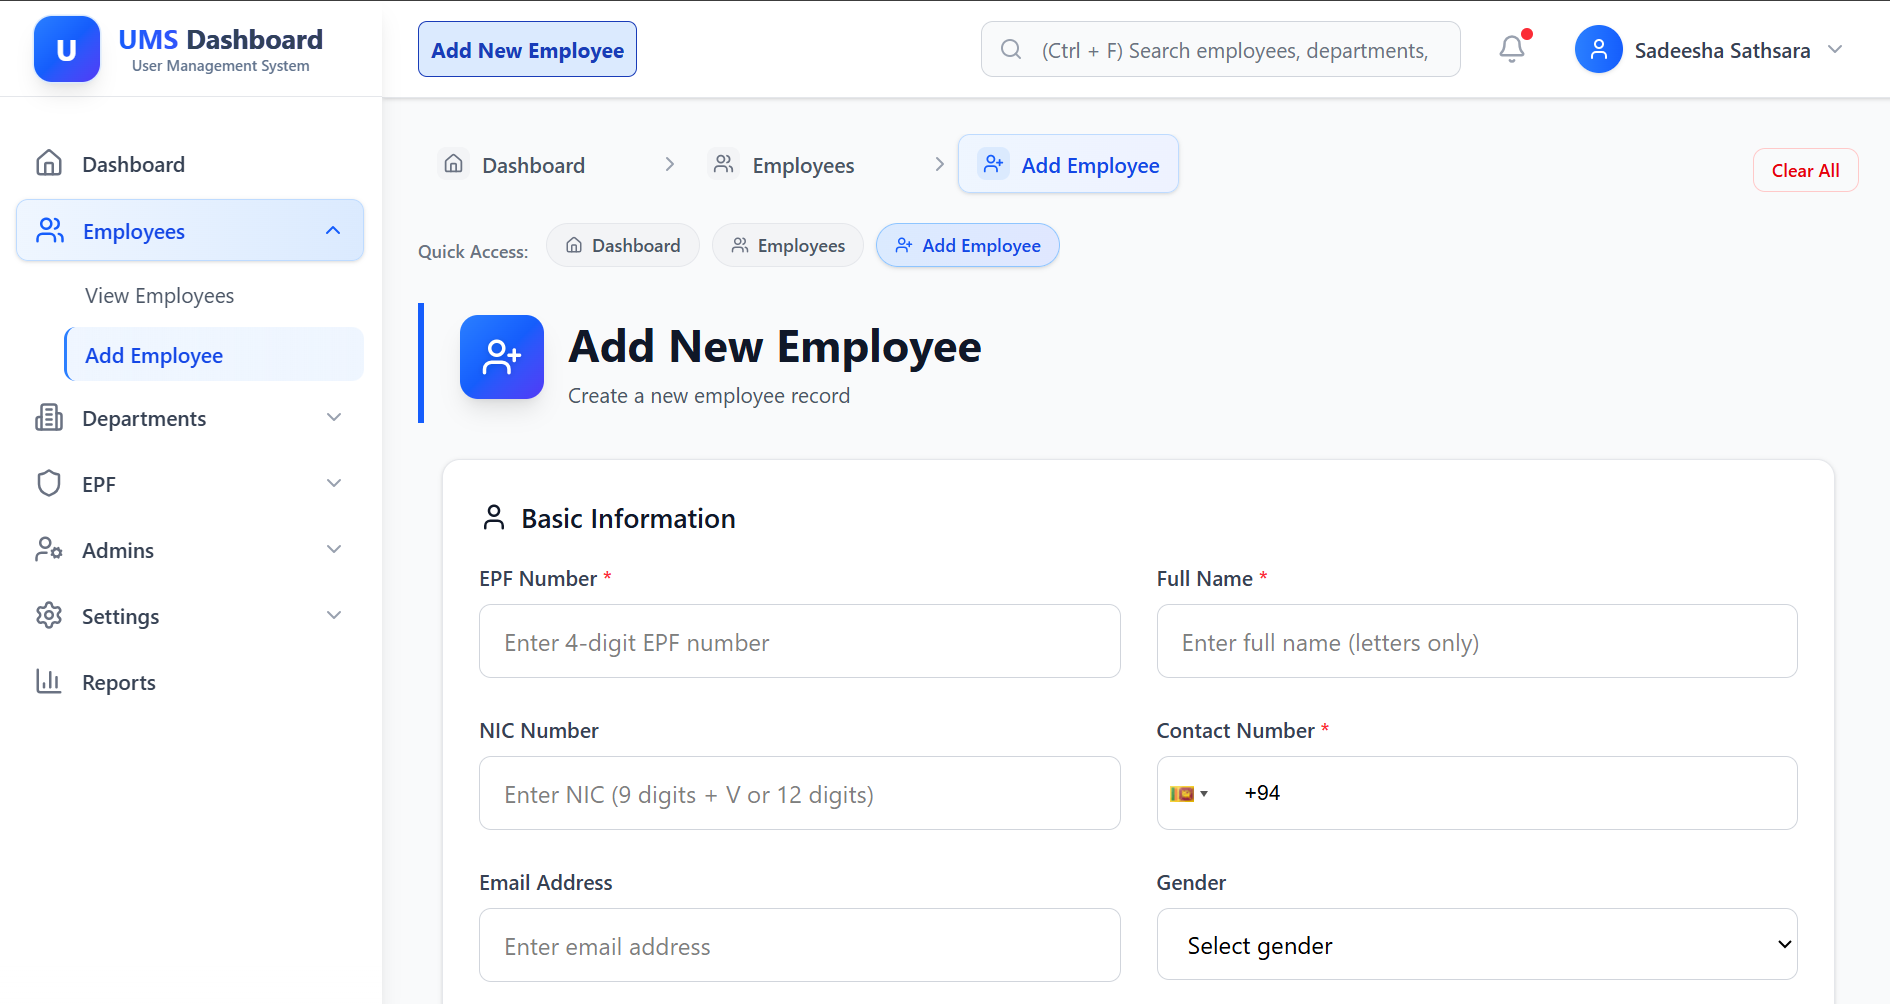 U
UMS Dashboard
User Management System
Add New Employee
(Ctrl + F) Search employees, departments,
Sadeesha Sathsara
Dashboard
Employees
View Employees
Add Employee
Departments
EPF
Admins
Settings
Reports
Dashboard
Employees
Add Employee
Clear All
Quick Access:
Dashboard
Employees
Add Employee
Add New Employee
Create a new employee record
Basic Information
EPF Number *
Full Name *
Enter 4-digit EPF number
Enter full name (letters only)
NIC Number
Contact Number *
Enter NIC (9 digits + V or 12 digits)
+94
Email Address
Gender
Enter email address
Select gender